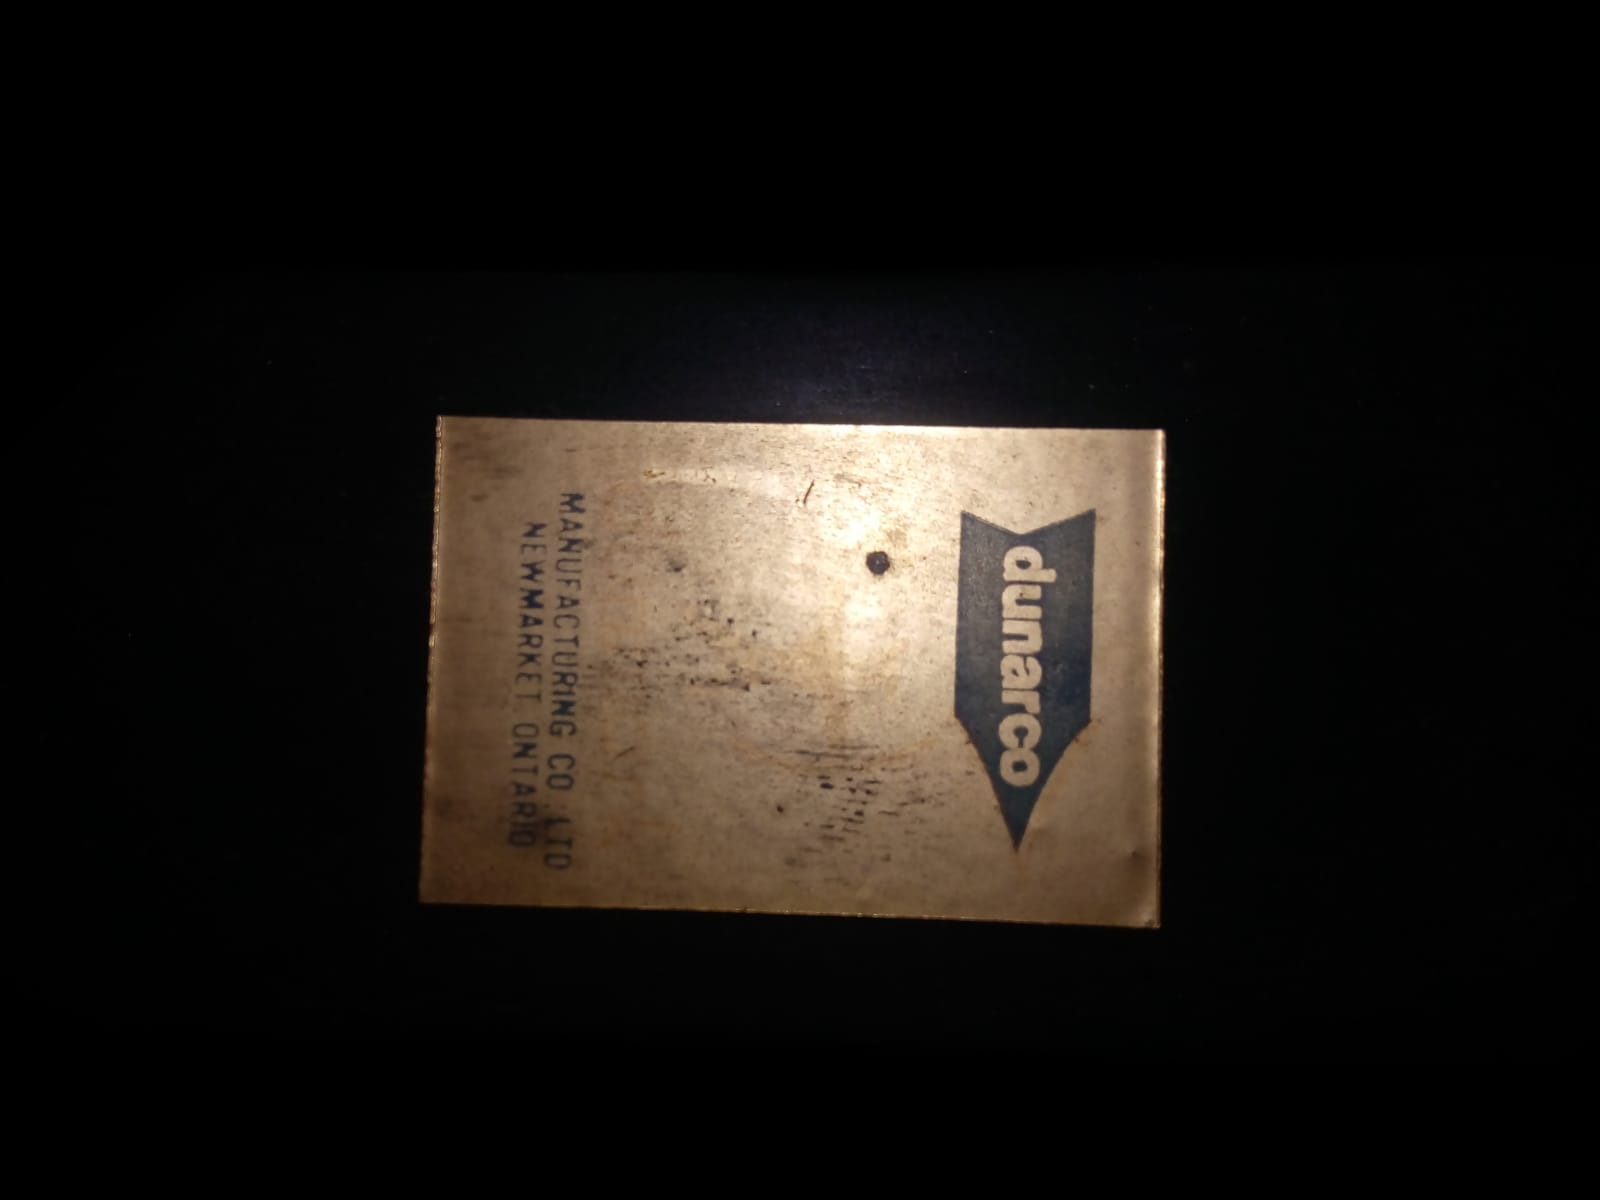 dunarco
MANUFACTURING CO. LTD
NEWMARKET ONTARIO